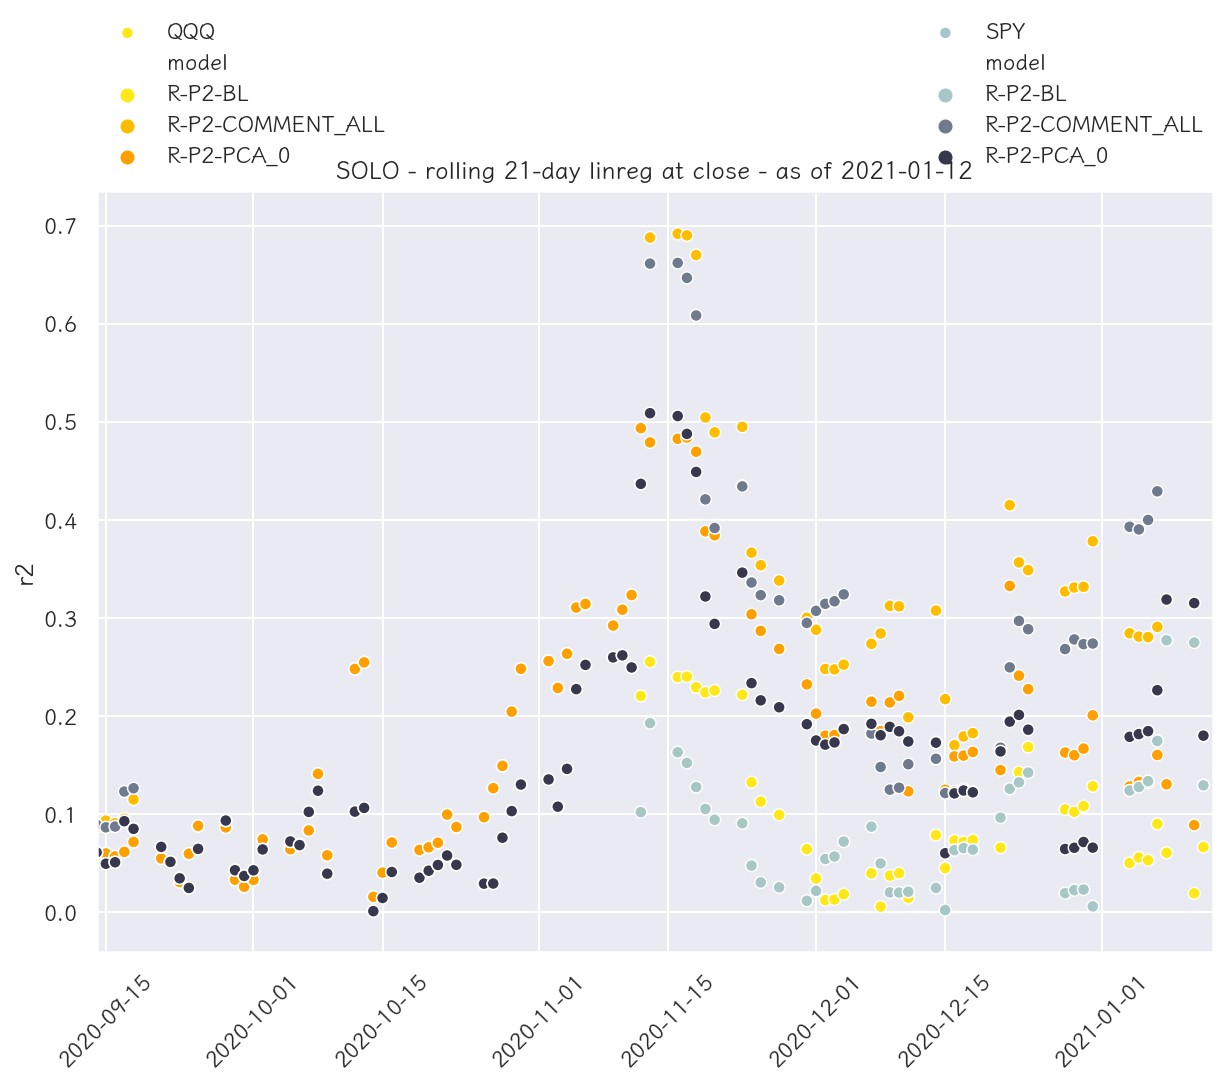 QQQ
model
R-P2-BL
R-P2-COMMENT_ALL
R-P2-PCA_0
SPY
model
R-P2-BL
R-P2-COMMENT_ALL
R-P2-PCA_0
SOLO - rolling 21-day linreg at close - as of 2021-01-12
0.7
0.6
0.5
0.4
0.3
0.2
0.1
0.0
r2
2020-09-15
2020-10-01
2020-10-15
2020-11-01
2020-11-15
2020-12-01
2020-12-15
2021-01-01